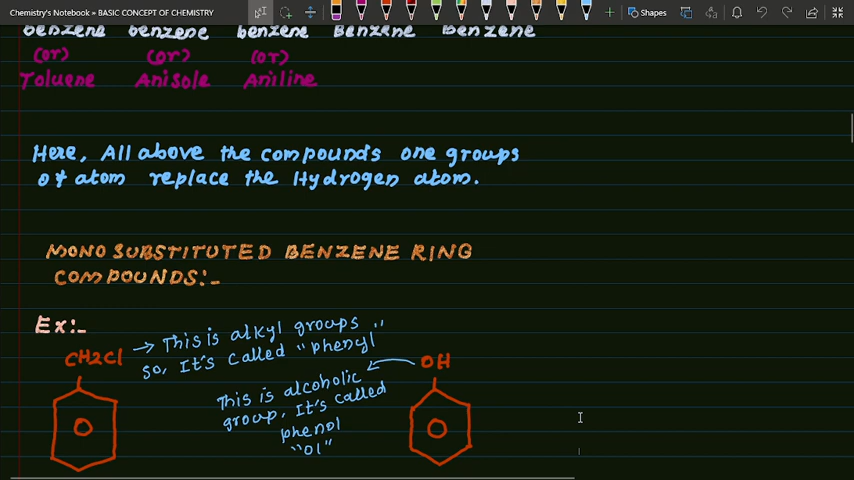 Chemistry's Notebook » BASIC CONCEPT OF CHEMISTRY
Shapes
benzene benzene benzene Benzene Benzene
(or) (or) (or)
Toluene Anisole Aniline
Here, All above the compounds one groups
of atom replace the Hydrogen atom.
MONO SUBSTITUTED BENZENE RING
COMPOUNDS:-
Ex:-
CH2Cl
→ This is alkyl groups
so, It's called "phenyl"
OH
This is alcoholic
group, It's called
phenol
"ol"